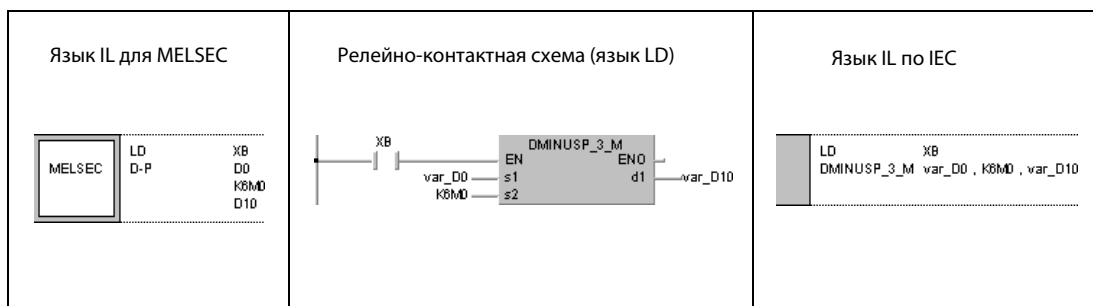 Язык IL для MELSEC
MELSEC
LD XB
D-P D0
K6M0
D10
Релейно-контактная схема (язык LD)
XB
DMINUSP_3_M
EN ENO
var_D0 s1 d1 var_D10
K6M0 s2
Язык IL по IEC
LD XB
DMINUSP_3_M var_D0 , K6M0 , var_D10